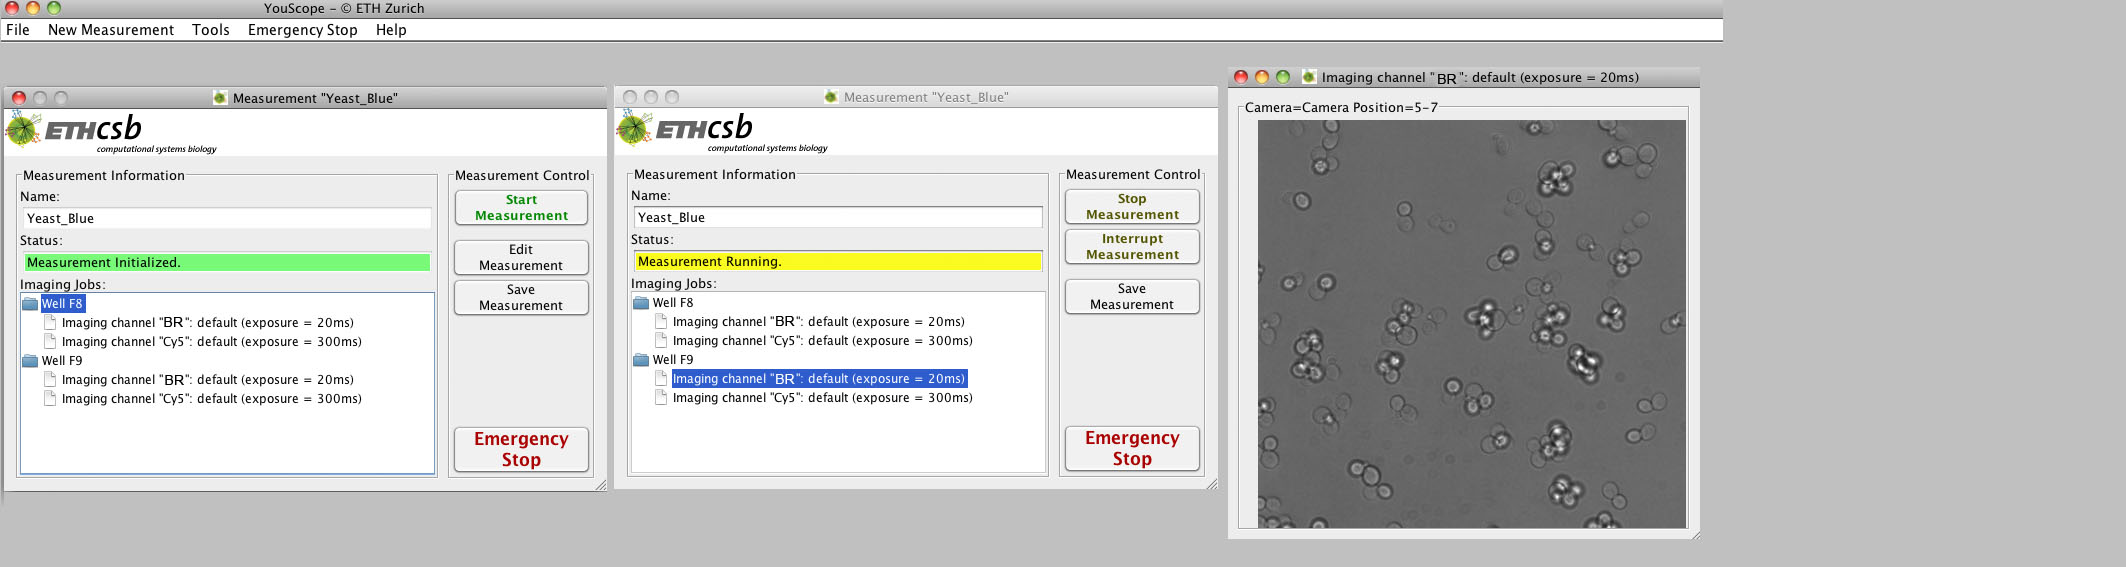 YouScope - © ETH Zurich
File New Measurement Tools Emergency Stop Help
Measurement "Yeast_Blue"
ETH csb
computational systems biology
Measurement Information
Name:
Yeast_Blue
Status:
Measurement Initialized.
Imaging Jobs:
Well F8
Imaging channel "BR": default (exposure = 20ms)
Imaging channel "Cy5": default (exposure = 300ms)
Well F9
Imaging channel "BR": default (exposure = 20ms)
Imaging channel "Cy5": default (exposure = 300ms)
Measurement Control
Start
Measurement
Edit
Measurement
Save
Measurement
Emergency
Stop
Measurement "Yeast_Blue"
ETH csb
computational systems biology
Measurement Information
Name:
Yeast_Blue
Status:
Measurement Running.
Imaging Jobs:
Well F8
Imaging channel "BR": default (exposure = 20ms)
Imaging channel "Cy5": default (exposure = 300ms)
Well F9
Imaging channel "BR": default (exposure = 20ms)
Imaging channel "Cy5": default (exposure = 300ms)
Measurement Control
Stop
Measurement
Interrupt
Measurement
Save
Measurement
Emergency
Stop
Imaging channel "BR": default (exposure = 20ms)
Camera=Camera Position=5-7